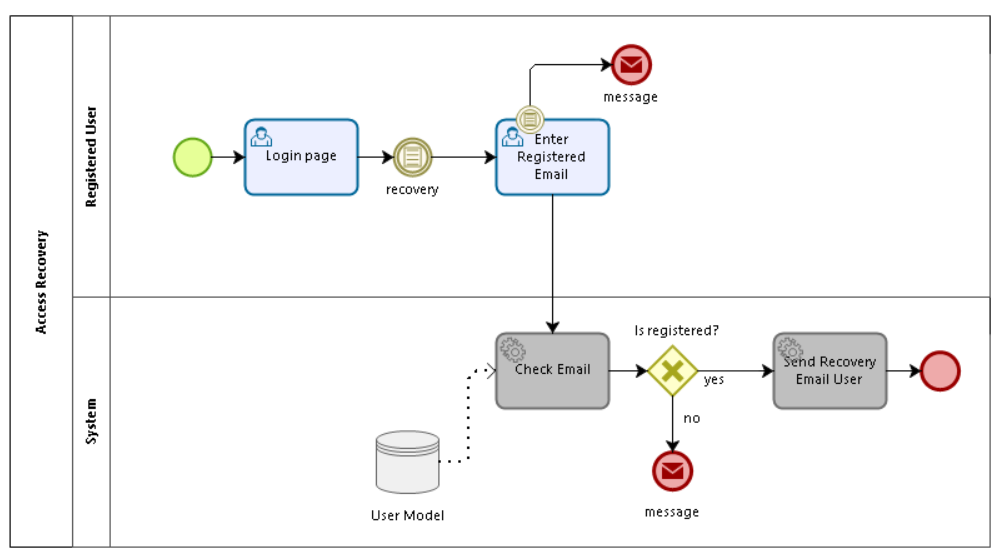 Access Recovery
Registered User
Login page
recovery
Enter
Registered
Email
message
System
Check Email
Is registered?
yes
no
Send Recovery
Email User
User Model
message